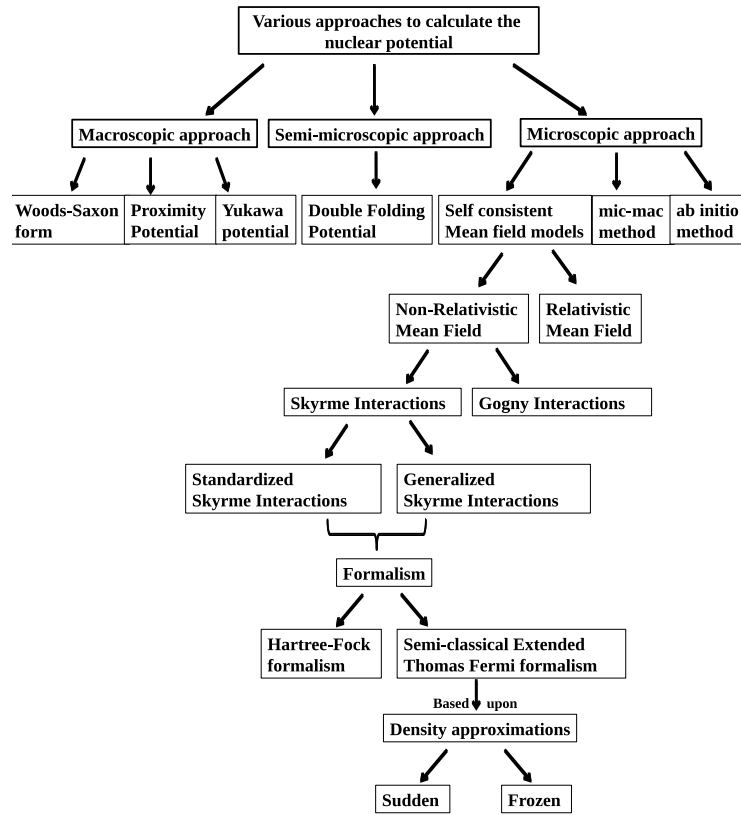 Various approaches to calculate the
nuclear potential
Macroscopic approach
Semi-microscopic approach
Microscopic approach
Woods-Saxon
form
Proximity
Potential
Yukawa
potential
Double Folding
Potential
Self consistent
Mean field models
mic-mac
method
ab initio
method
Non-Relativistic
Mean Field
Relativistic
Mean Field
Skyrme Interactions
Gogny Interactions
Standardized
Skyrme Interactions
Generalized
Skyrme Interactions
Formalism
Hartree-Fock
formalism
Semi-classical Extended
Thomas Fermi formalism
Based upon
Density approximations
Sudden
Frozen